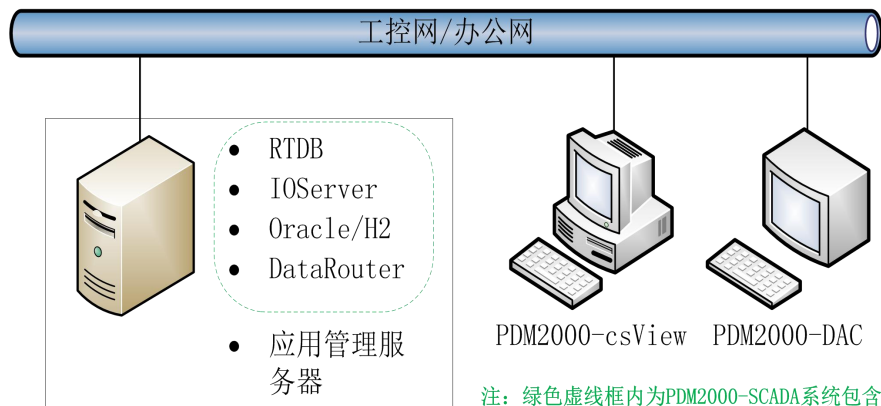 工控网/办公网
RTDB
IOServer
Oracle/H2
DataRouter
应用管理服
务器
PDM2000-csView
PDM2000-DAC
注：绿色虚线框内为PDM2000-SCADA系统包含